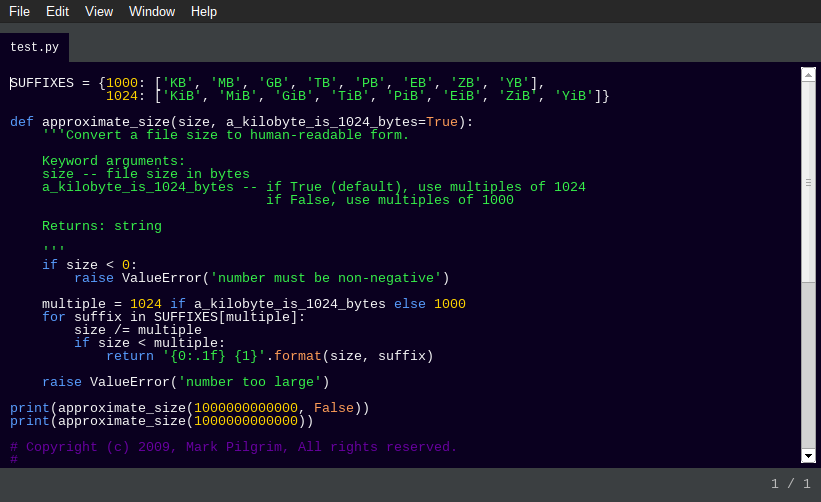 File Edit View Window Help
test.py
SUFFIXES = {1000: ['KB', 'MB', 'GB', 'TB', 'PB', 'EB', 'ZB', 'YB'],
            1024: ['KiB', 'MiB', 'GiB', 'TiB', 'PiB', 'EiB', 'ZiB', 'YiB']}
def approximate_size(size, a_kilobyte_is_1024_bytes=True):
    '''Convert a file size to human-readable form.
    Keyword arguments:
    size -- file size in bytes
    a_kilobyte_is_1024_bytes -- if True (default), use multiples of 1024
                                if False, use multiples of 1000
    Returns: string
    '''
    if size < 0:
        raise ValueError('number must be non-negative')
    multiple = 1024 if a_kilobyte_is_1024_bytes else 1000
    for suffix in SUFFIXES[multiple]:
        size /= multiple
        if size < multiple:
            return '{0:.1f} {1}'.format(size, suffix)
    raise ValueError('number too large')
print(approximate_size(1000000000000, False))
print(approximate_size(1000000000000))
# Copyright (c) 2009, Mark Pilgrim, All rights reserved.
#
1 / 1